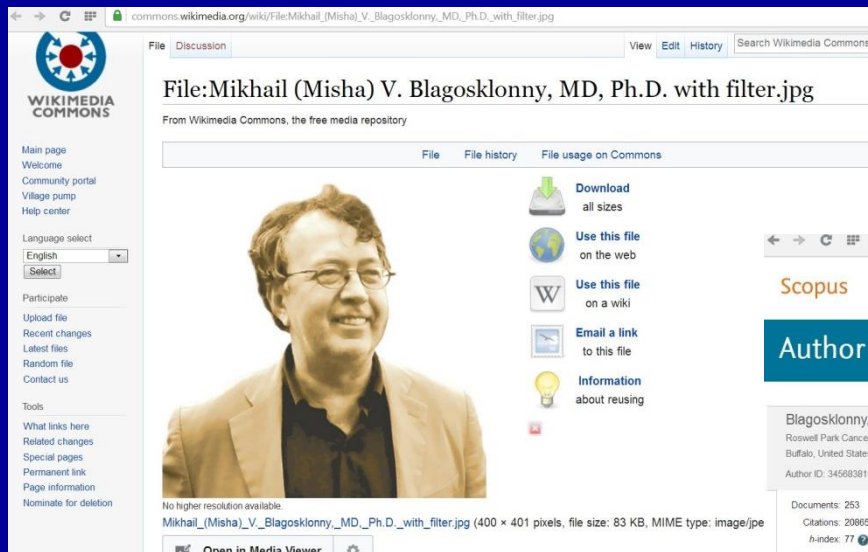 commons.wikimedia.org/wiki/File:Mikhail_(Misha)_V._Blagosklonny,_MD,_Ph.D._with_filter.jpg
WIKIMEDIA
COMMONS
Main page
Welcome
Community portal
Village pump
Help center
Language select
English
Select
Participate
Upload file
Recent changes
Latest files
Random file
Contact us
Tools
What links here
Related changes
Special pages
Permanent link
Page information
Nominate for deletion
File Discussion View Edit History Search Wikimedia Commons
File:Mikhail (Misha) V. Blagosklonny, MD, Ph.D. with filter.jpg
From Wikimedia Commons, the free media repository
File File history File usage on Commons
Download
all sizes
Use this file
on the web
W
Use this file
on a wiki
Email a link
to this file
Information
about reusing
No higher resolution available.
Mikhail_(Misha)_V._Blagosklonny,_MD,_Ph.D._with_filter.jpg (400 × 401 pixels, file size: 83 KB, MIME type: image/jpe
Open in Media Viewer
Scopus
Author
Blagosklonny,
Roswell Park Cance
Buffalo, United States
Author ID: 34568381
Documents: 253
Citations: 20865
h-index: 77